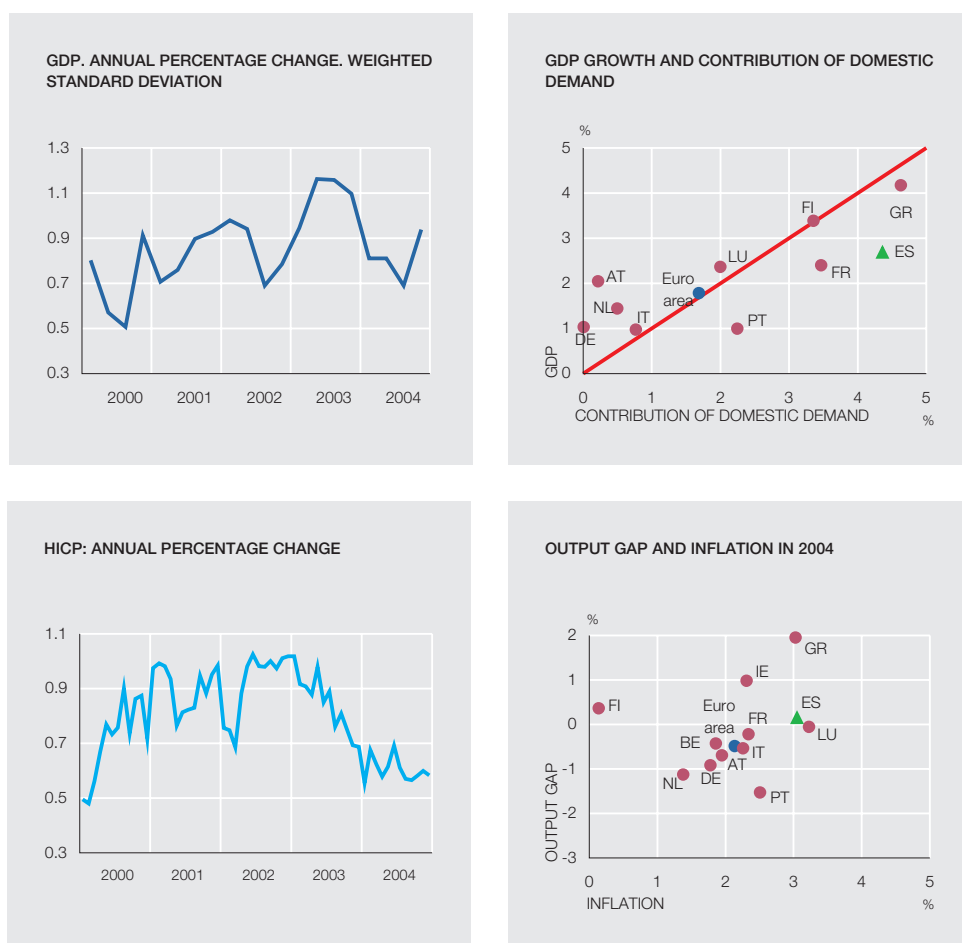 GDP. ANNUAL PERCENTAGE CHANGE. WEIGHTED
STANDARD DEVIATION
1.3
1.1
0.9
0.7
0.5
0.3
2000 2001 2002 2003 2004
GDP GROWTH AND CONTRIBUTION OF DOMESTIC
DEMAND
%
5
4
3
2
1
0
GDP
FI
GR
ES
LU
FR
AT
Euro
area
NL
IT
PT
DE
0 1 2 3 4 5
CONTRIBUTION OF DOMESTIC DEMAND
%
HICP: ANNUAL PERCENTAGE CHANGE
1.1
0.9
0.7
0.5
0.3
2000 2001 2002 2003 2004
OUTPUT GAP AND INFLATION IN 2004
%
2
1
0
-1
-2
-3
OUTPUT GAP
GR
IE
FI
ES
Euro
area
FR
LU
BE
IT
AT
DE
NL
PT
0 1 2 3 4 5
INFLATION
%